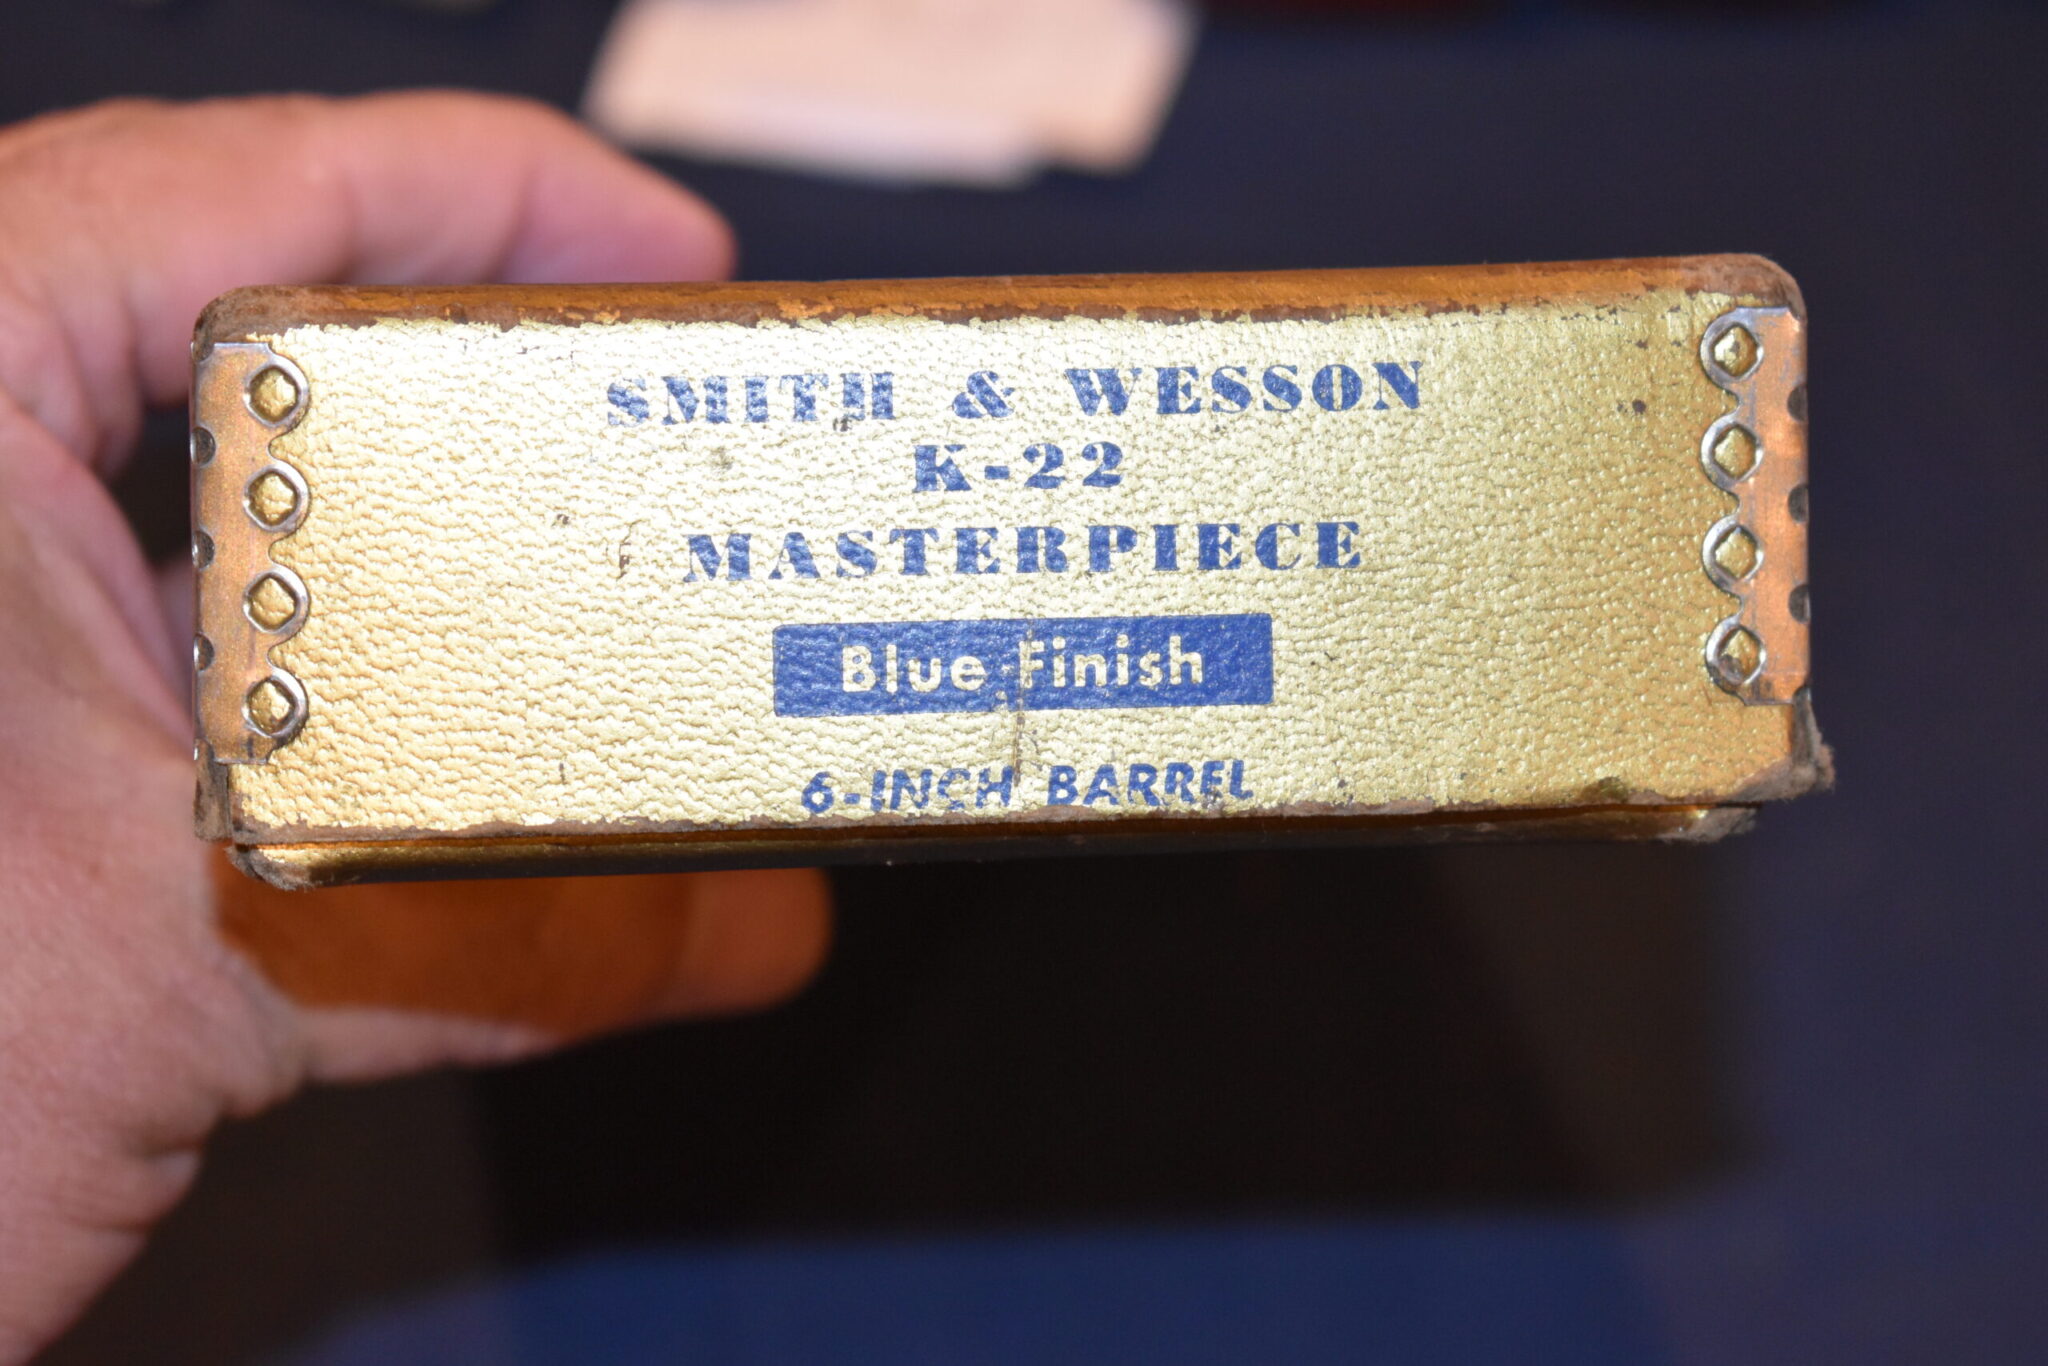 SMITH & WESSON
K-22
MASTERPIECE
Blue Finish
6-INCH BARREL